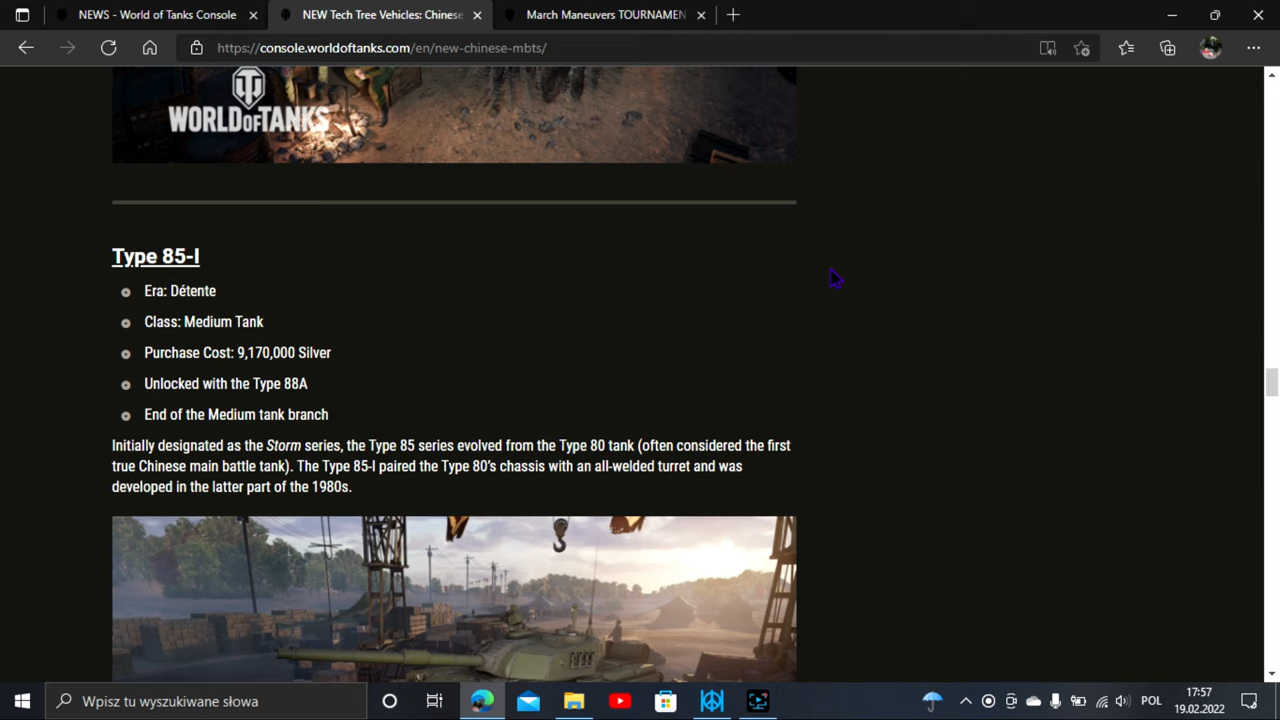 NEWS - World of Tanks Console
NEW Tech Tree Vehicles: Chinese
March Maneuvers TOURNAMEN
https://console.worldoftanks.com/en/new-chinese-mbts/
WORLD OF TANKS
Type 85-I
Era: Détente
Class: Medium Tank
Purchase Cost: 9,170,000 Silver
Unlocked with the Type 88A
End of the Medium tank branch
Initially designated as the Storm series, the Type 85 series evolved from the Type 80 tank (often considered the first
true Chinese main battle tank). The Type 85-I paired the Type 80's chassis with an all-welded turret and was
developed in the latter part of the 1980s.
Wpisz tu wyszukiwane słowa
POL
17:57
19.02.2022